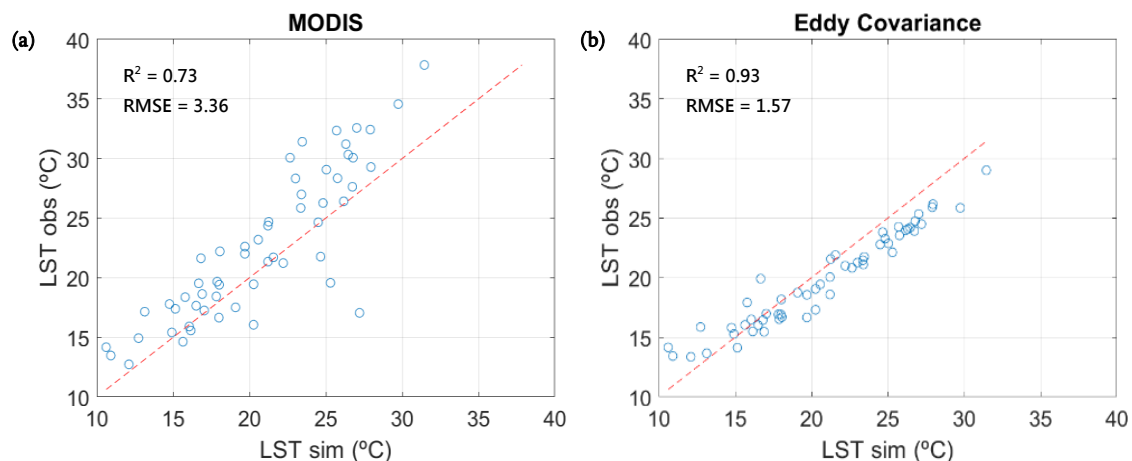 MODIS
(a)
R² = 0.73
RMSE = 3.36
LST obs (ºC)
40
35
30
25
20
15
10
10 15 20 25 30 35 40
LST sim (ºC)
Eddy Covariance
(b)
R² = 0.93
RMSE = 1.57
LST obs (ºC)
40
35
30
25
20
15
10
10 15 20 25 30 35 40
LST sim (ºC)